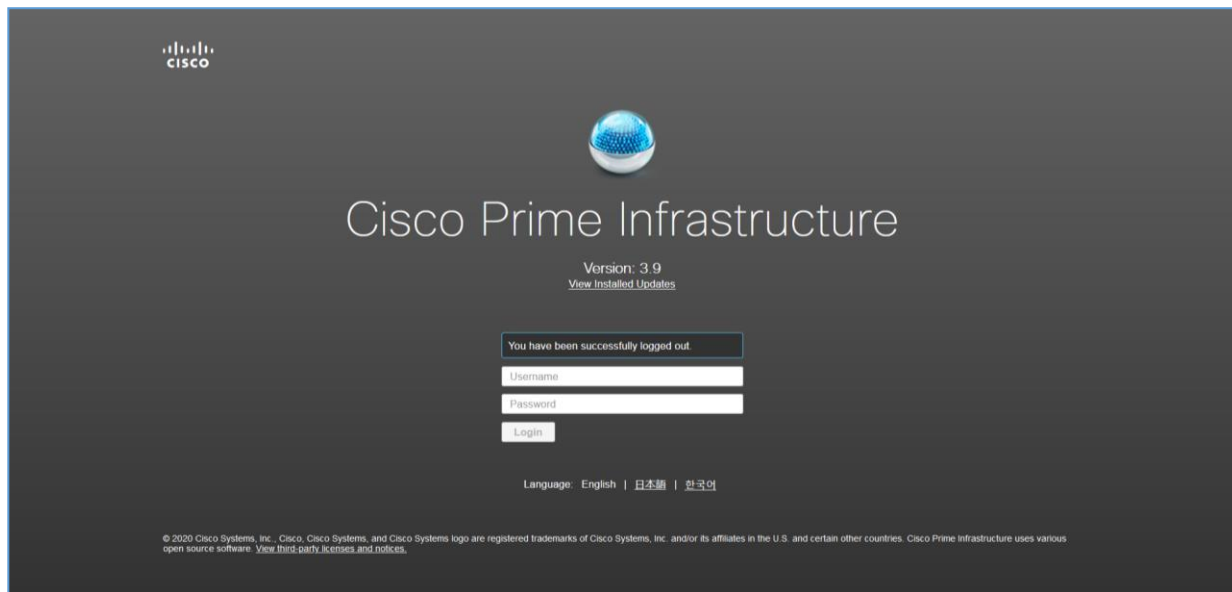 CISCO
Cisco Prime Infrastructure
Version: 3.9
View Installed Updates
You have been successfully logged out.
Username
Password
Login
Language: English | 日本語 | 한국어
© 2020 Cisco Systems, Inc., Cisco, Cisco Systems, and Cisco Systems logo are registered trademarks of Cisco Systems, Inc. and/or its affiliates in the U.S. and certain other countries. Cisco Prime Infrastructure uses various
open source software. View third-party licenses and notices.